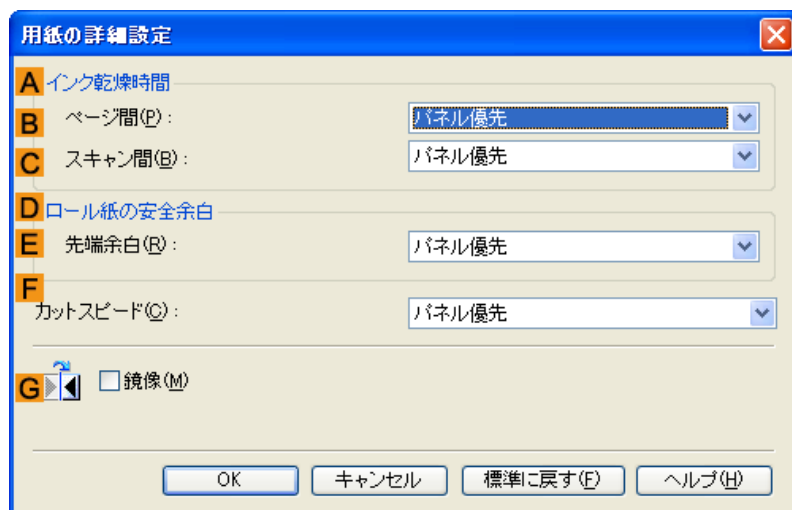 用紙の詳細設定
A インク乾燥時間
B ページ間(P): パネル優先
C スキャン間(B): パネル優先
D ロール紙の安全余白
E 先端余白(R): パネル優先
F
カットスピード(C): パネル優先
G 鏡像(M)
OK キャンセル 標準に戻す(F) ヘルプ(H)